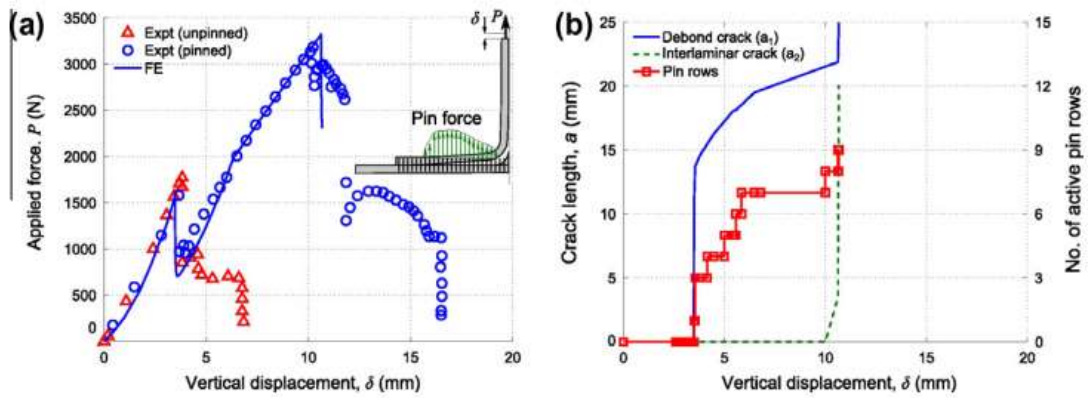 (a)
3500
3000
2500
2000
1500
1000
500
0
Applied force. P (N)
Expt (unpinned)
Expt (pinned)
FE
δ
P
Pin force
0
5
10
15
20
Vertical displacement, δ (mm)
(b)
25
20
15
10
5
0
Crack length, a (mm)
Debond crack (a₁)
Interlaminar crack (a₂)
Pin rows
15
12
9
6
3
0
No. of active pin rows
0
5
10
15
20
Vertical displacement, δ (mm)